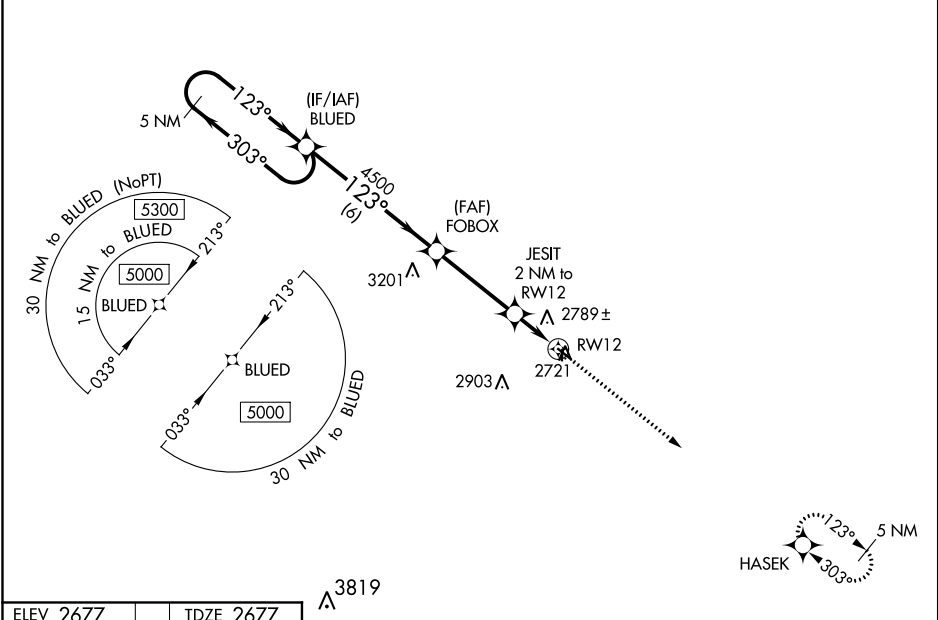 123°
5 NM
303°
(IF/IAF)
BLUED
4500
123°
(6)
(FAF)
FOBOX
3201
JESIT
2 NM to
RW12
2789±
RW12
2721
2903
30 NM to BLUED (NoPT)
5300
213°
15 NM to BLUED
5000
BLUED
033°
213°
BLUED
5000
033°
30 NM to BLUED
123°
5 NM
HASEK
303°
3819
ELEV 2677 TDZE 2677